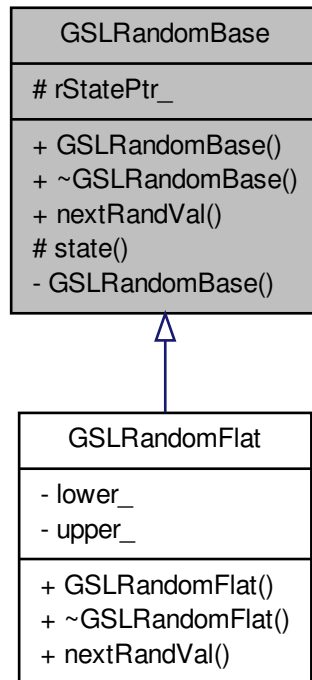 GSLRandomBase
# rStatePtr_
+ GSLRandomBase()
+ ~GSLRandomBase()
+ nextRandVal()
# state()
- GSLRandomBase()
GSLRandomFlat
- lower_
- upper_
+ GSLRandomFlat()
+ ~GSLRandomFlat()
+ nextRandVal()